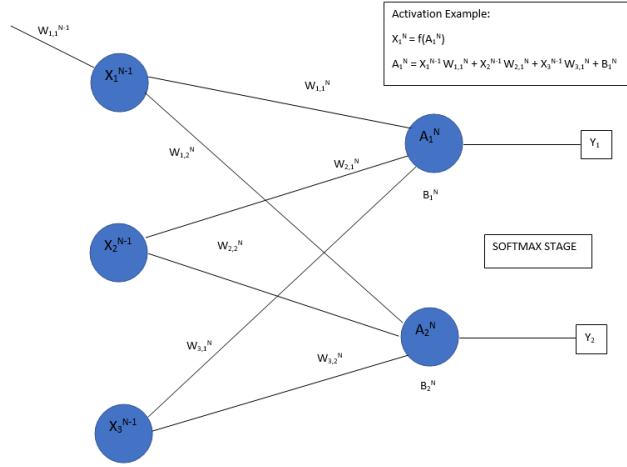 Activation Example:
X₁ᴺ = f(A₁ᴺ)
A₁ᴺ = X₁ᴺ⁻¹ W₁,₁ᴺ + X₂ᴺ⁻¹ W₂,₁ᴺ + X₃ᴺ⁻¹ W₃,₁ᴺ + B₁ᴺ
W₁,₁ᴺ⁻¹
X₁ᴺ⁻¹
W₁,₁ᴺ
A₁ᴺ
Y₁
W₁,₂ᴺ
W₂,₁ᴺ
B₁ᴺ
X₂ᴺ⁻¹
W₂,₂ᴺ
SOFTMAX STAGE
A₂ᴺ
Y₂
W₃,₁ᴺ
W₃,₂ᴺ
B₂ᴺ
X₃ᴺ⁻¹